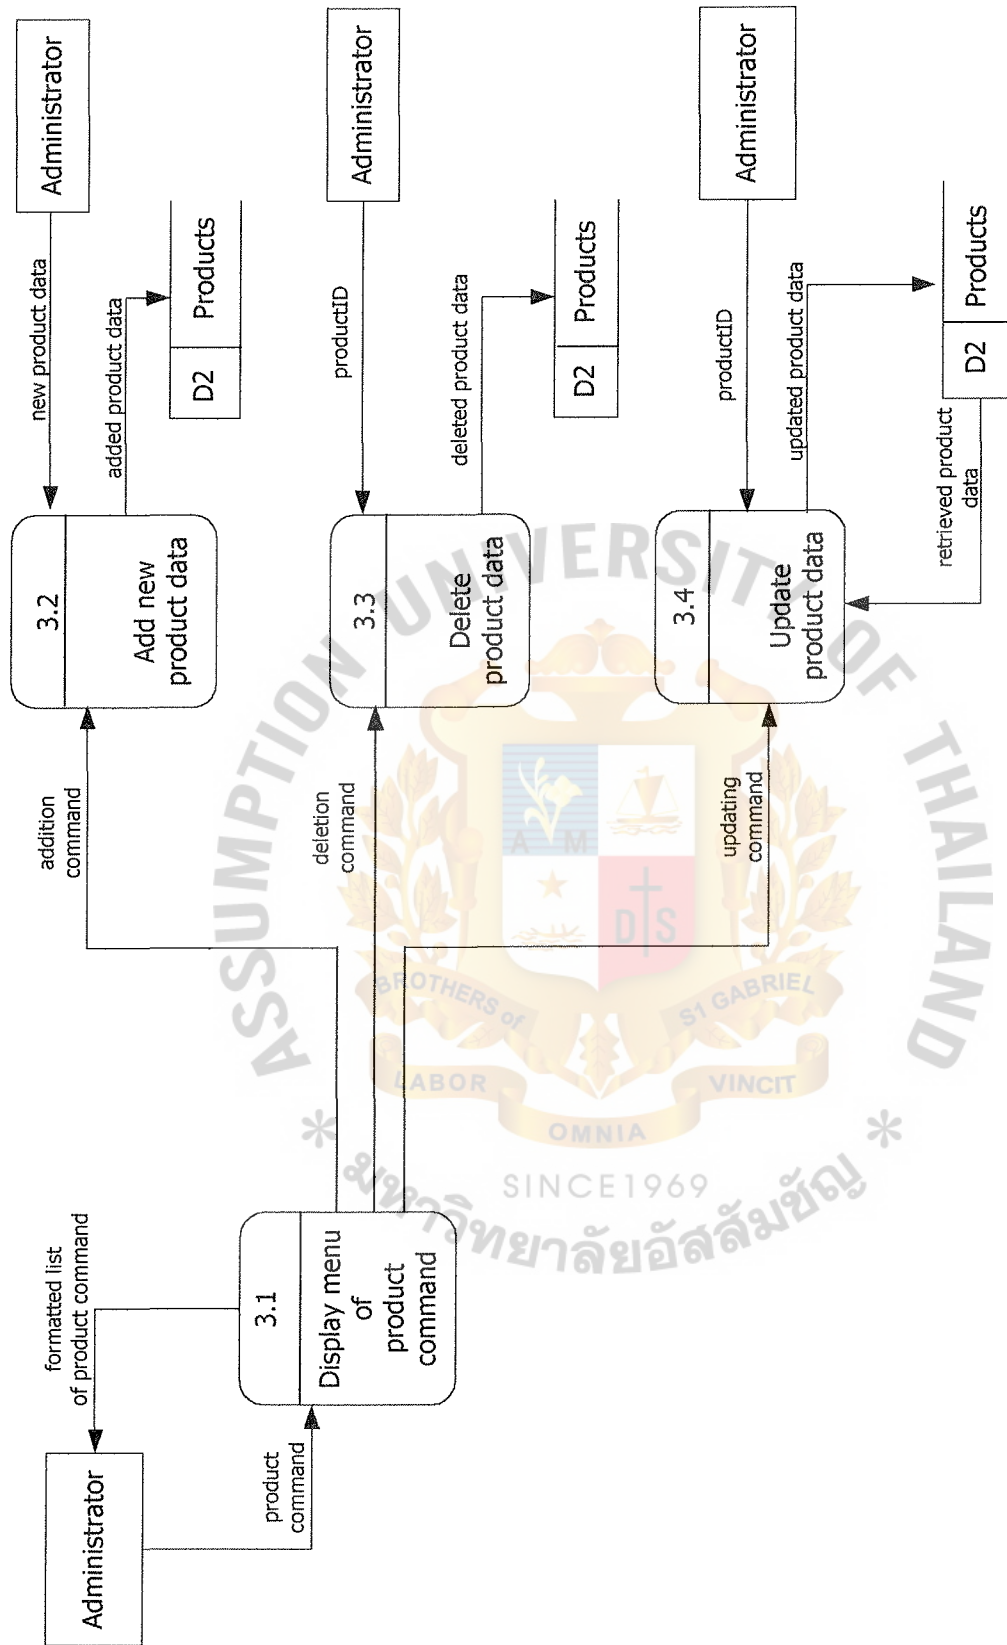 Administrator
formatted list
of product command
product
command
3.1
Display menu
of
product
command
addition
command
deletion
command
updating
command
3.2
Add new
product data
new product data
Administrator
added product data
D2
Products
3.3
Delete
product data
productID
Administrator
deleted product data
D2
Products
3.4
Update
product data
productID
Administrator
updated product data
D2
Products
retrieved product
data
ASSUMPTION UNIVERSITY OF THAILAND
A M
D S
BROTHERS of
S1 GABRIEL
LABOR
OMNIA
VINCIT
SINCE1969
* มหาวิทยาลัยอัสสัมชัญ *